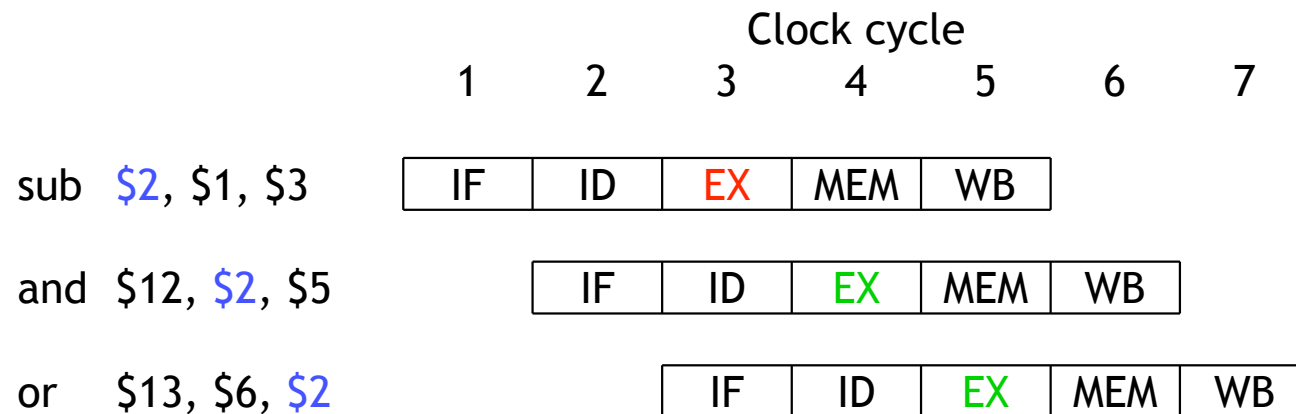 Clock cycle
1 2 3 4 5 6 7
sub $2, $1, $3 IF ID EX MEM WB
and $12, $2, $5 IF ID EX MEM WB
or $13, $6, $2 IF ID EX MEM WB